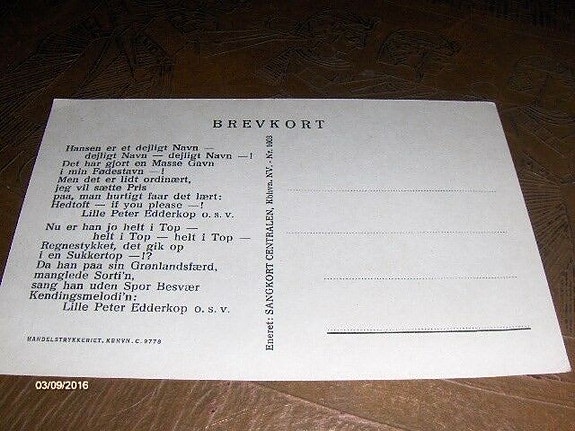 BREVKORT
Hansen er et dejligt Navn —
dejligt Navn — dejligt Navn —!
Det har gjort en Masse Gavn
i min Fødestavn —!
Men det er lidt ordinært,
jeg vil sætte Pris
paa, man hurtigt faar det lært:
Hedtoft — if you please —!
Lille Peter Edderkop o. s. v.
Nu er han jo helt i Top —
helt i Top — helt i Top —
Regnestykket, det gik op
i en Sukkertop —!?
Da han paa sin Grønlandsfærd,
manglede Sorti'n,
sang han uden Spor Besvær
Kendingsmelodi'n:
Lille Peter Edderkop o. s. v.
HANDELSTRYKKERIET, KBHVN. C. 9778
Eneret: SANGKORT CENTRALEN, Kbhvn. NV. - Nr. 1003
03/09/2016